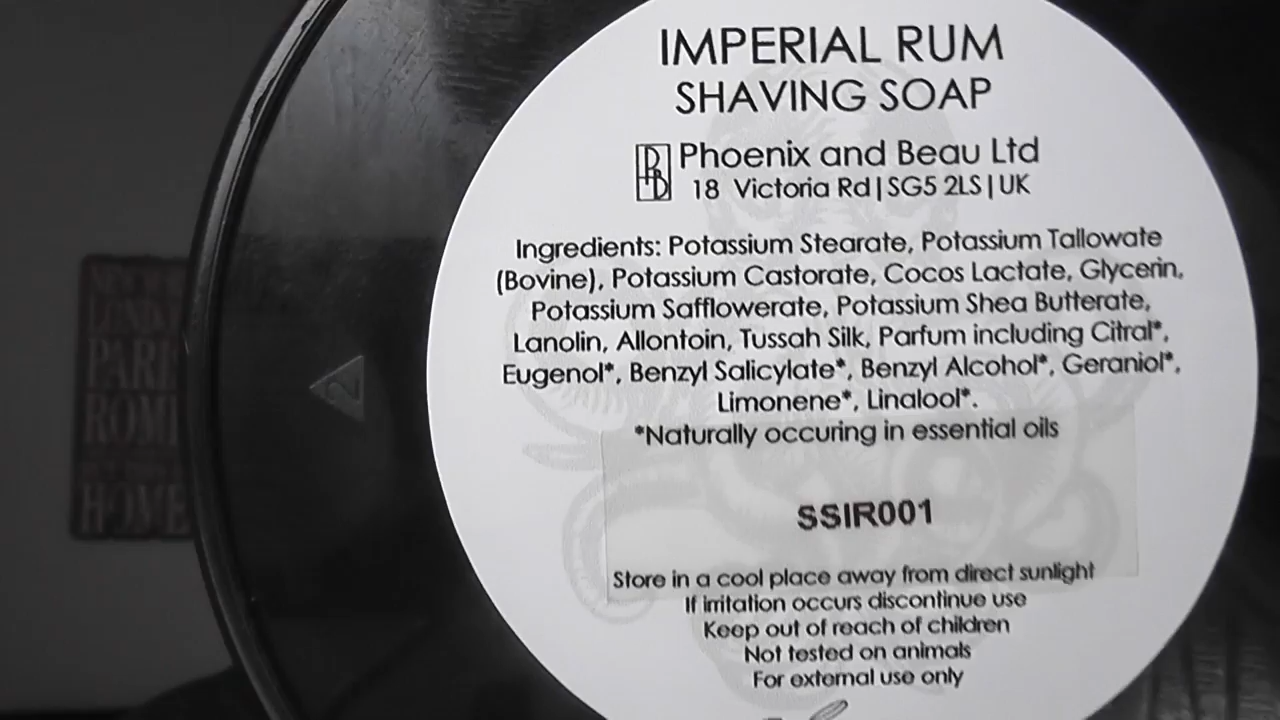 IMPERIAL RUM
SHAVING SOAP
Phoenix and Beau Ltd
18 Victoria Rd | SG5 2LS | UK
Ingredients: Potassium Stearate, Potassium Tallowate
(Bovine), Potassium Castorate, Cocos Lactate, Glycerin,
Potassium Safflowerate, Potassium Shea Butterate,
Lanolin, Allontoin, Tussah Silk, Parfum including Citral*,
Eugenol*, Benzyl Salicylate*, Benzyl Alcohol*, Geraniol*,
Limonene*, Linalool*.
*Naturally occuring in essential oils
SSIR001
Store in a cool place away from direct sunlight
If irritation occurs discontinue use
Keep out of reach of children
Not tested on animals
For external use only
2
HOME